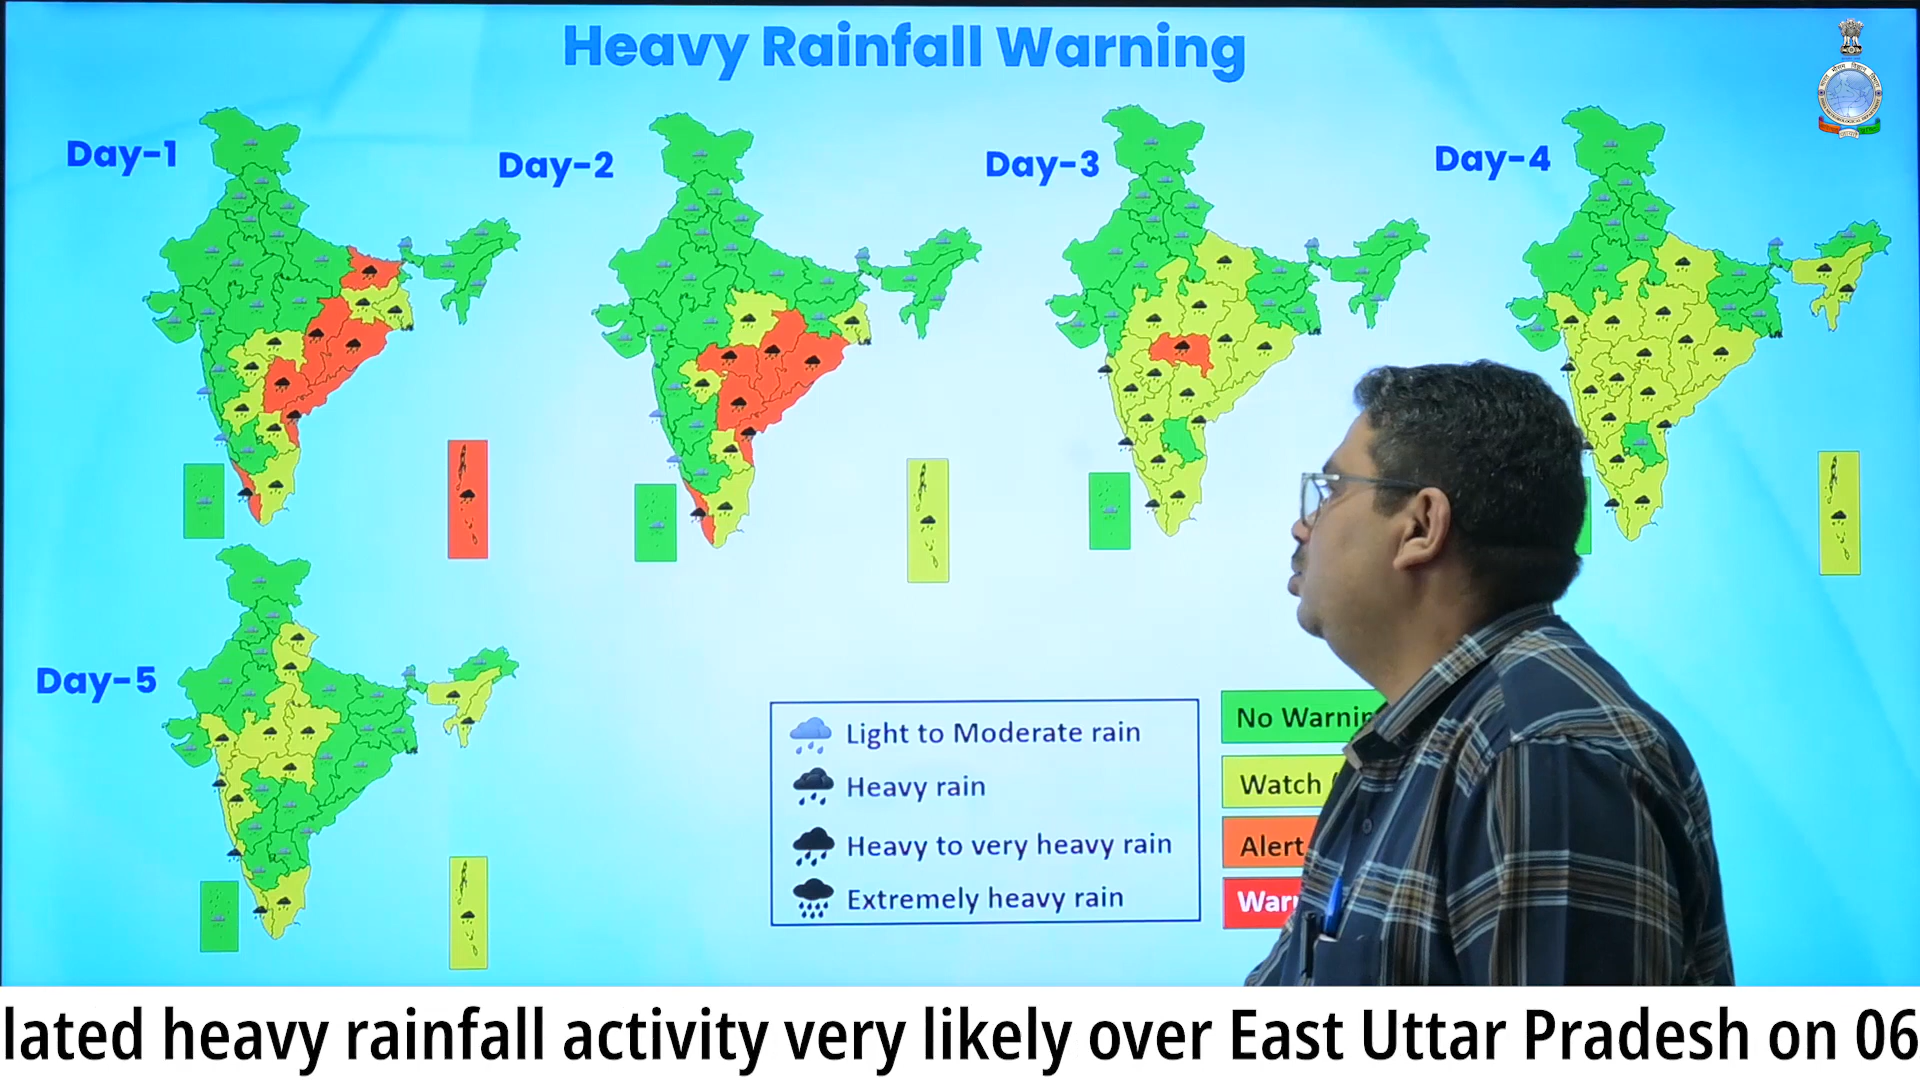 Heavy Rainfall Warning
Day-1
Day-2
Day-3
Day-4
Day-5
Light to Moderate rain
Heavy rain
Heavy to very heavy rain
Extremely heavy rain
No Warnin
Watch
Alert
War
lated heavy rainfall activity very likely over East Uttar Pradesh on 06